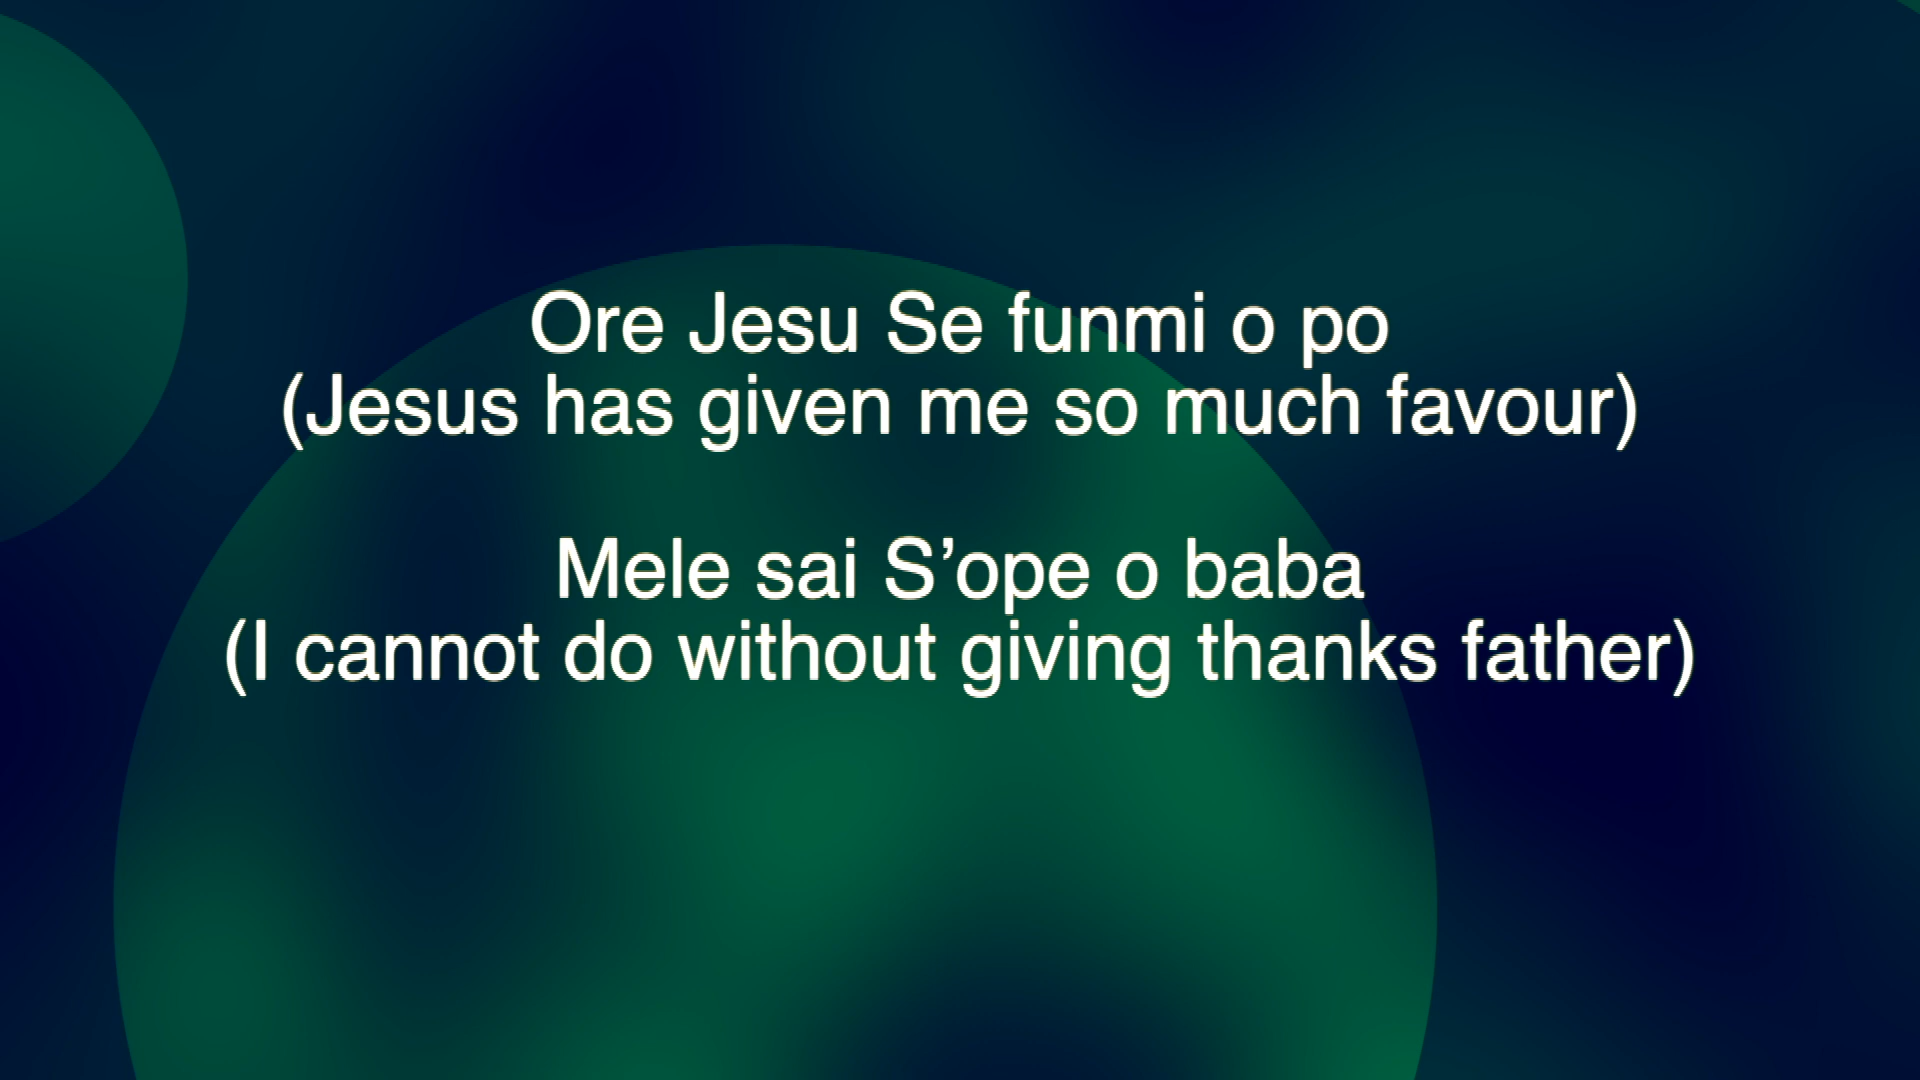 Ore Jesu Se funmi o po
(Jesus has given me so much favour)
Mele sai S’ope o baba
(I cannot do without giving thanks father)